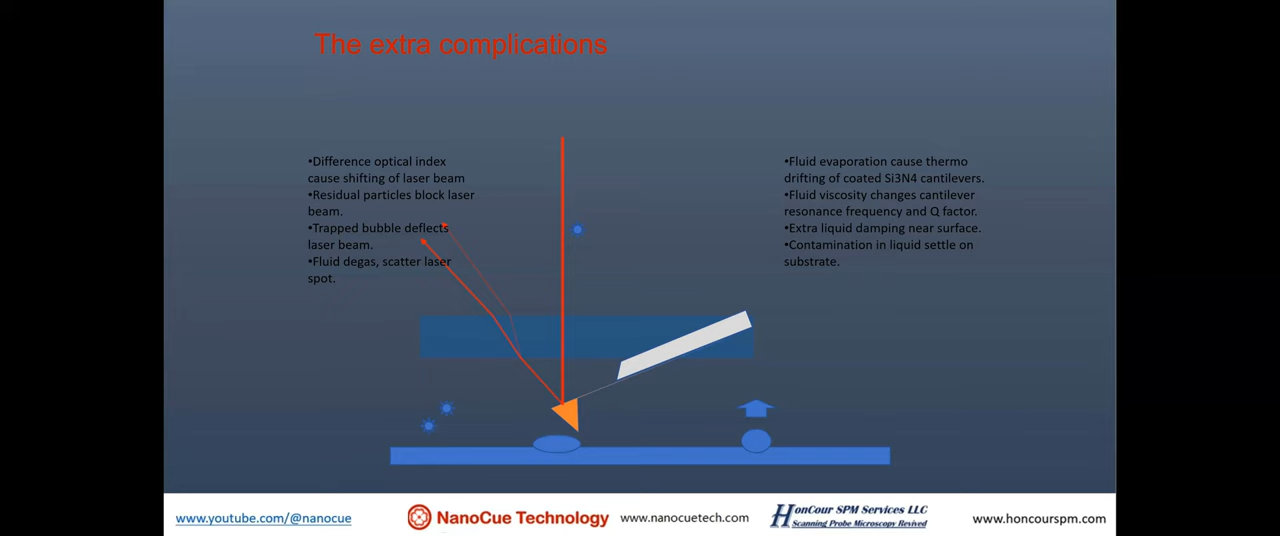 The extra complications
•Difference optical index
cause shifting of laser beam
•Residual particles block laser
beam.
•Trapped bubble deflects
laser beam.
•Fluid degas, scatter laser
spot.
•Fluid evaporation cause thermo
drifting of coated Si3N4 cantilevers.
•Fluid viscosity changes cantilever
resonance frequency and Q factor.
•Extra liquid damping near surface.
•Contamination in liquid settle on
substrate.
www.youtube.com/@nanocue
NanoCue Technology
www.nanocuetech.com
HonCour SPM Services LLC
Scanning Probe Microscopy Revived
www.honcourspm.com